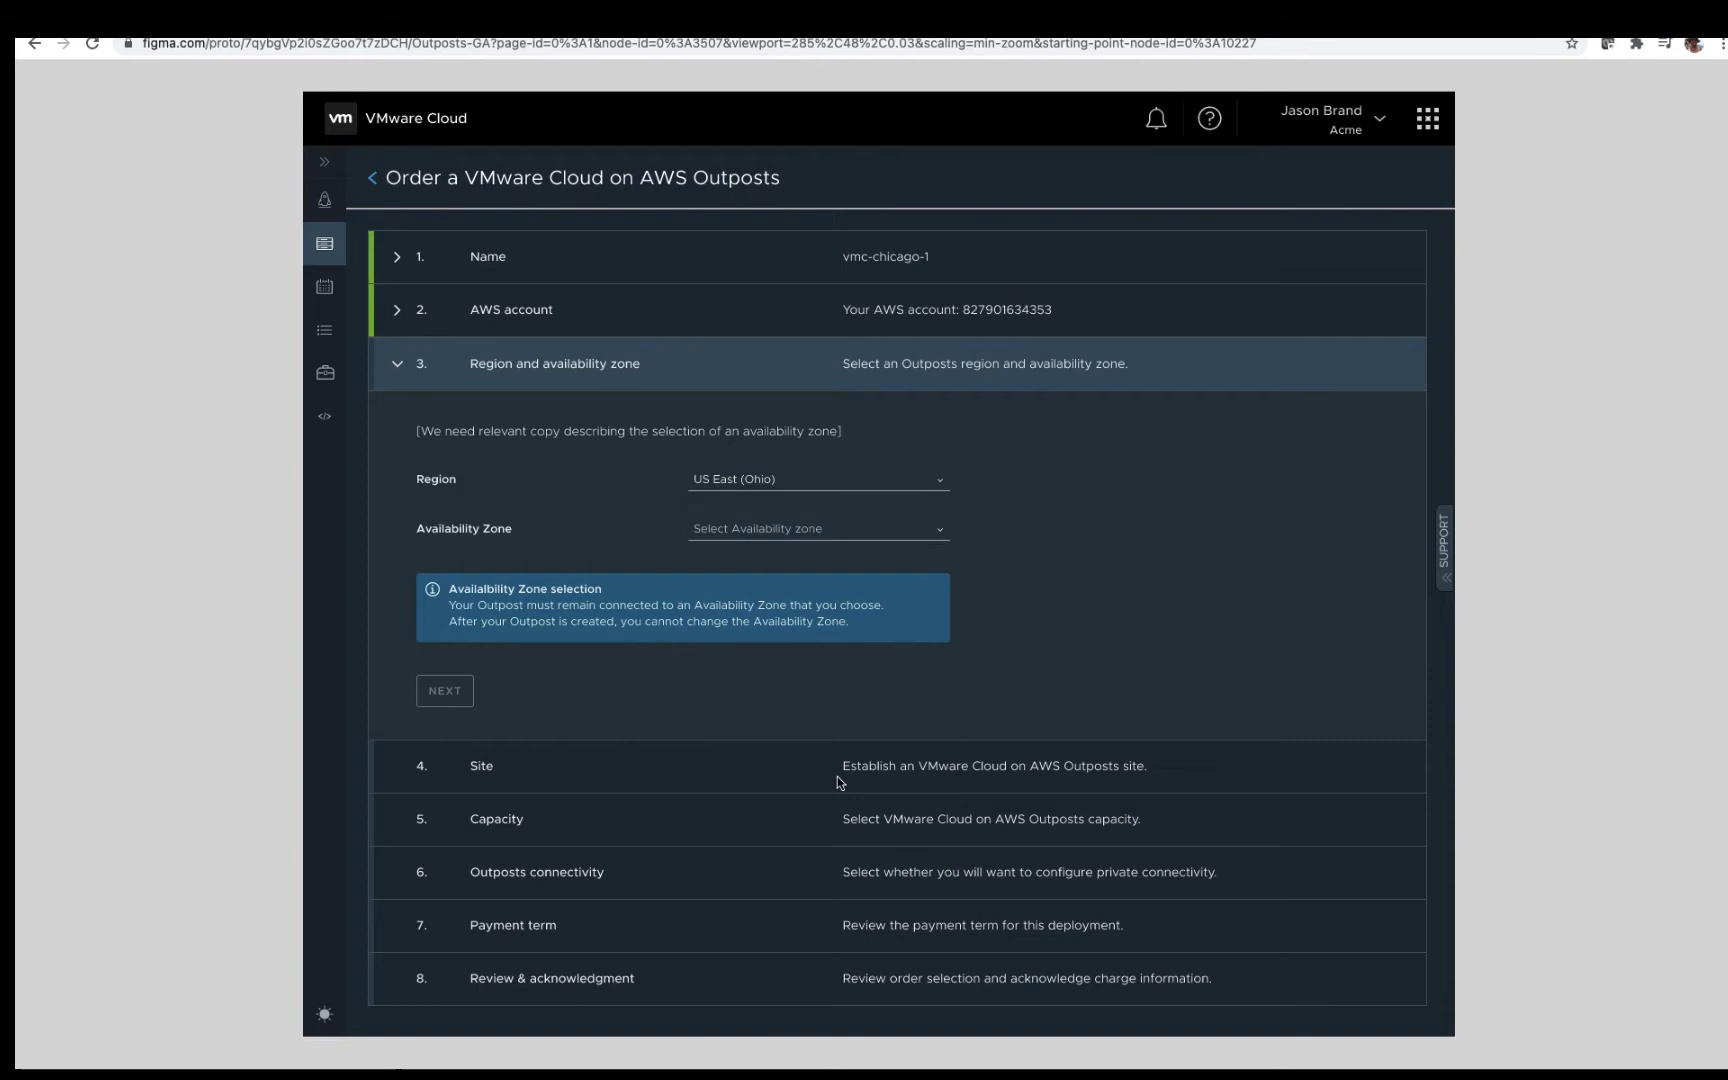 figma.com/proto/7qybgVp2i0sZGoo7t7zDCH/Outposts-GA?page-id=0%3A1&node-id=0%3A3507&viewport=285%2C48%2C0.03&scaling=min-zoom&starting-point-node-id=0%3A10227
vm VMware Cloud
Jason Brand
Acme
Order a VMware Cloud on AWS Outposts
1. Name vmc-chicago-1
2. AWS account Your AWS account: 827901634353
3. Region and availability zone Select an Outposts region and availability zone.
[We need relevant copy describing the selection of an availability zone]
Region US East (Ohio)
Availability Zone Select Availability zone
Availalbility Zone selection
Your Outpost must remain connected to an Availability Zone that you choose.
After your Outpost is created, you cannot change the Availability Zone.
NEXT
SUPPORT
4. Site Establish an VMware Cloud on AWS Outposts site.
5. Capacity Select VMware Cloud on AWS Outposts capacity.
6. Outposts connectivity Select whether you will want to configure private connectivity.
7. Payment term Review the payment term for this deployment.
8. Review & acknowledgment Review order selection and acknowledge charge information.